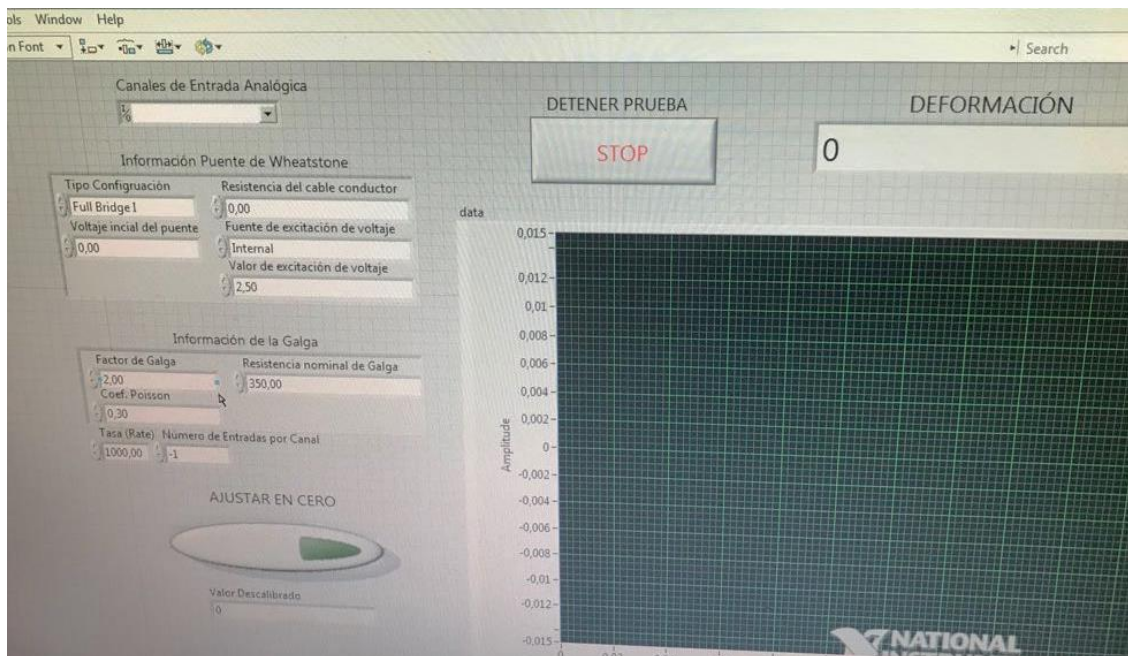 ols Window Help
n Font
Search
Canales de Entrada Analógica
I/O
DETENER PRUEBA
STOP
DEFORMACIÓN
0
Información Puente de Wheatstone
Tipo Configruación Resistencia del cable conductor
Full Bridge I 0,00
Voltaje incial del puente Fuente de excitación de voltaje
0,00 Internal
Valor de excitación de voltaje
2,50
Información de la Galga
Factor de Galga Resistencia nominal de Galga
2,00 350,00
Coef. Poisson
0,30
Tasa (Rate) Número de Entradas por Canal
1000,00 -1
AJUSTAR EN CERO
Valor Descalibrado
0
data
Amplitude
0,015
0,012
0,01
0,008
0,006
0,004
0,002
0
-0,002
-0,004
-0,006
-0,008
-0,01
-0,012
-0,015
NATIONAL